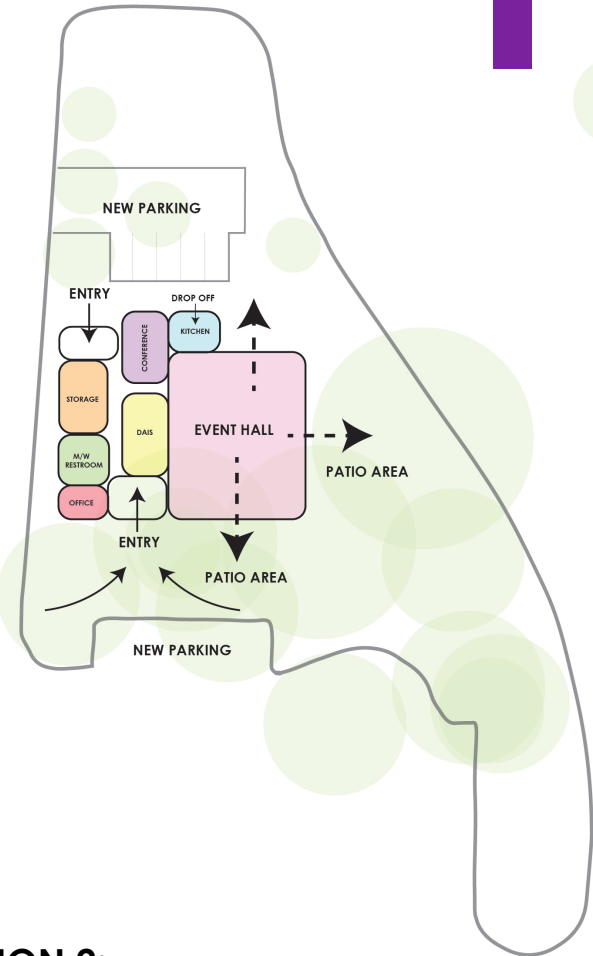 NEW PARKING
ENTRY
DROP OFF
CONFERENCE
KITCHEN
STORAGE
DAIS
EVENT HALL
M/W
RESTROOM
PATIO AREA
OFFICE
ENTRY
PATIO AREA
NEW PARKING